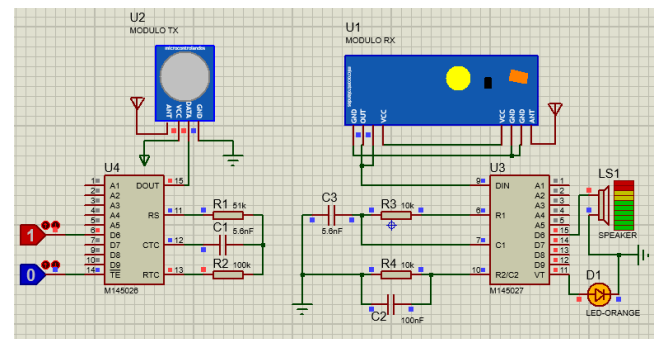 U2
MODULO TX
microcontrolandos
ANT
VCC
DATA
GND
U1
MODULO RX
microcontrolandos
GND
OUT
VCC
VCC
GND
GND
ANT
U4
1 A1 DOUT 15
2 A2
3 A3
4 A4
5 A5 RS 11
6 D6
7 D7 CTC 12
9 D8
10 D9
14 TE RTC 13
M145026
1
0
R1 51k
C1
5.6nF
R2 100k
C3
5.6nF
R3 10k
R4 10k
C2
100nF
U3
9 DIN A1 1
A2 2
A3 3
A4 4
6 R1 A5 5
D6 15
7 C1 D7 14
D8 13
D9 12
10 R2/C2 VT 11
M145027
LS1
SPEAKER
D1
LED-ORANGE